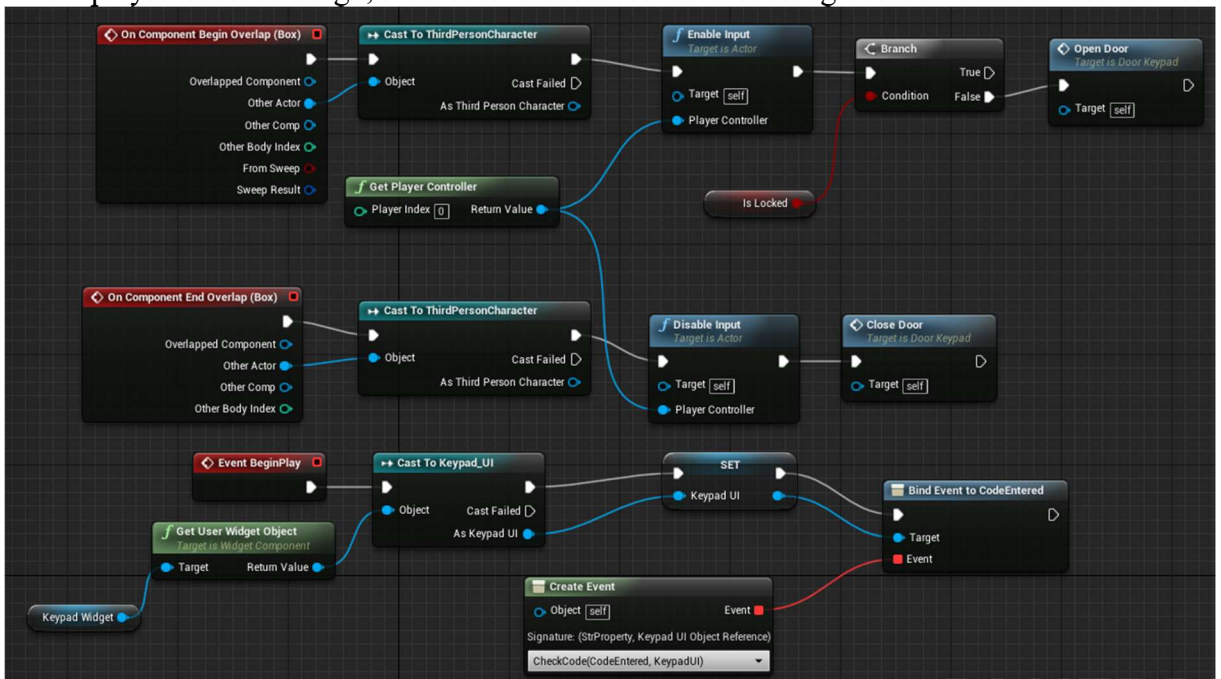 On Component Begin Overlap (Box)
Overlapped Component
Other Actor
Other Comp
Other Body Index
From Sweep
Sweep Result
Cast To ThirdPersonCharacter
Object
Cast Failed
As Third Person Character
Enable Input
Target is Actor
Target self
Player Controller
Branch
True
Condition
False
Open Door
Target is Door Keypad
Target self
Get Player Controller
Player Index 0
Return Value
Is Locked
On Component End Overlap (Box)
Overlapped Component
Other Actor
Other Comp
Other Body Index
Cast To ThirdPersonCharacter
Object
Cast Failed
As Third Person Character
Disable Input
Target is Actor
Target self
Player Controller
Close Door
Target is Door Keypad
Target self
Event BeginPlay
Get User Widget Object
Target is Widget Component
Target
Return Value
Keypad Widget
Cast To Keypad_UI
Object
Cast Failed
As Keypad UI
SET
Keypad UI
Bind Event to CodeEntered
Target
Event
Create Event
Object self
Event
Signature: (StrProperty, Keypad UI Object Reference)
CheckCode(CodeEntered, KeypadUI)